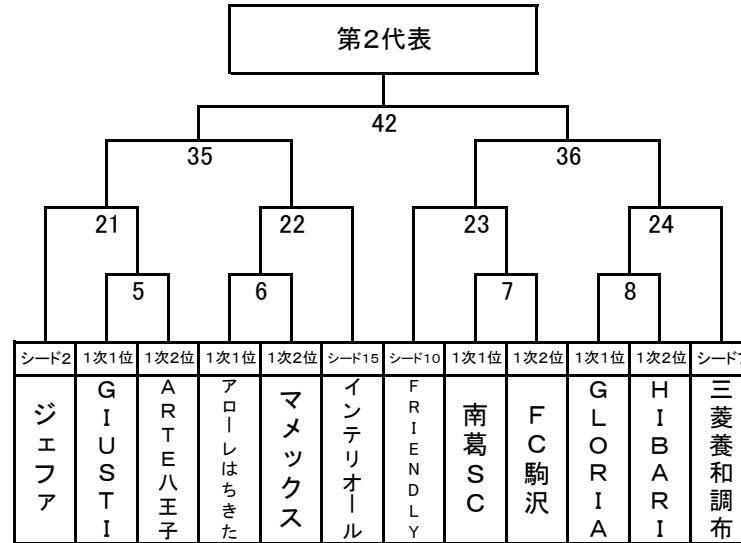 第2代表
42
35 36
21 22 23 24
5 6 7 8
シード2 1次1位 1次2位 1次1位 1次2位 シード15 シード10 1次1位 1次2位 1次1位 1次2位 シード7
ジェファ
GIUSTI
ARTE八王子
アローレはちきた
マメックス
インテリオール
FRIENDLY
南葛SC
FC駒沢
GLORIA
HIBARI
三菱養和調布